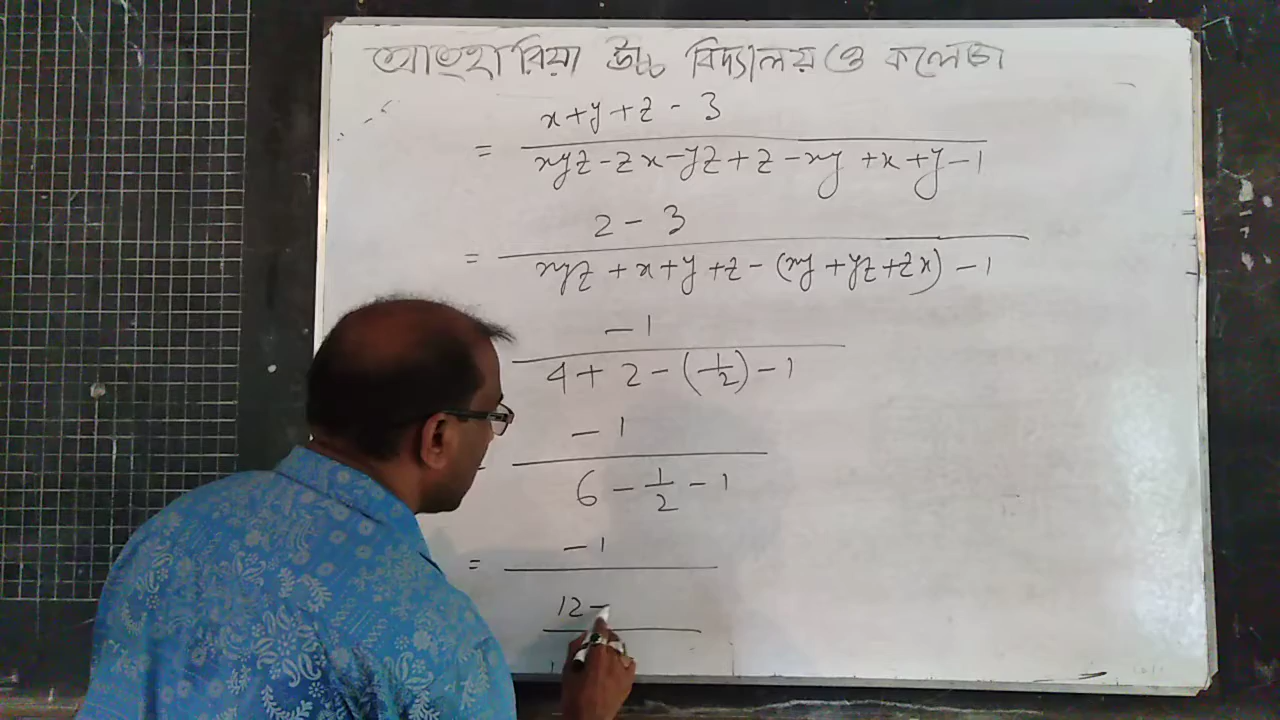 আহ্হারিয়া উচ্চ বিদ্যালয় ও কলেজ
x+y+z-3
=
xyz-zx-yz+z-xy+x+y-1
2-3
=
xyz+x+y+z-(xy+yz+zx)-1
-1
4+2-(1/2)-1
-1
6-1/2-1
-1
=
12-